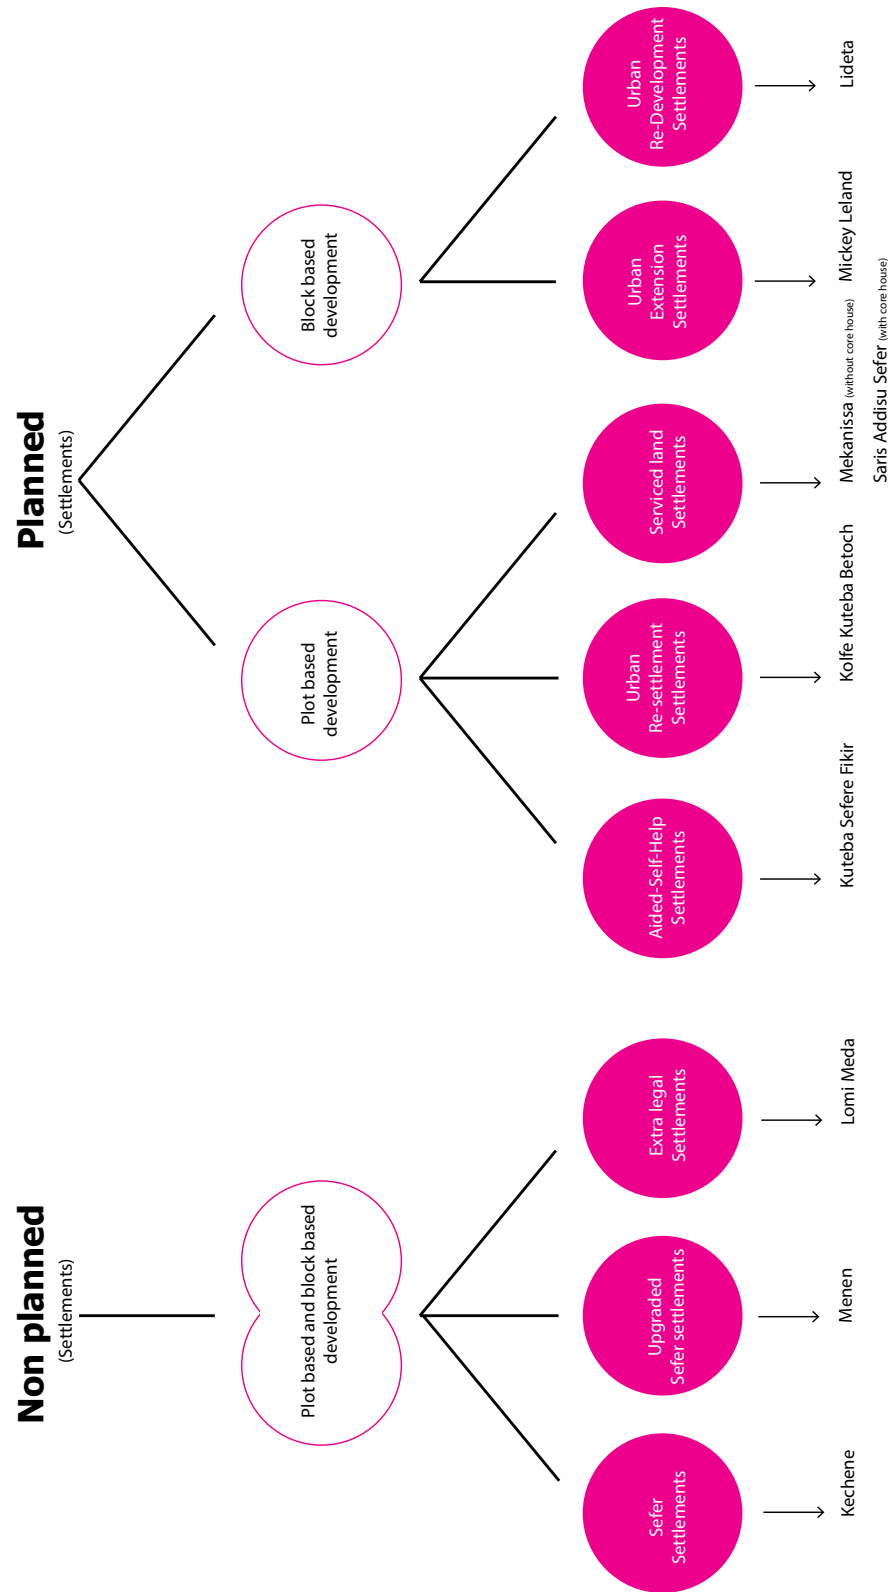 Non planned
(Settlements)
Planned
(Settlements)
Plot based and block based
development
Plot based
development
Block based
development
Sefer
Settlements
Upgraded
Sefer settlements
Extra legal
Settlements
Aided-Self-Help
Settlements
Urban
Re-settlement
Settlements
Serviced land
Settlements
Urban
Extension
Settlements
Urban
Re-Development
Settlements
Kechene
Menen
Lomi Meda
Kuteba Sefere Fikir
Kolfe Kuteba Betoch
Mekanissa (without core house)
Saris Addisu Sefer (with core house)
Mickey Leland
Lideta